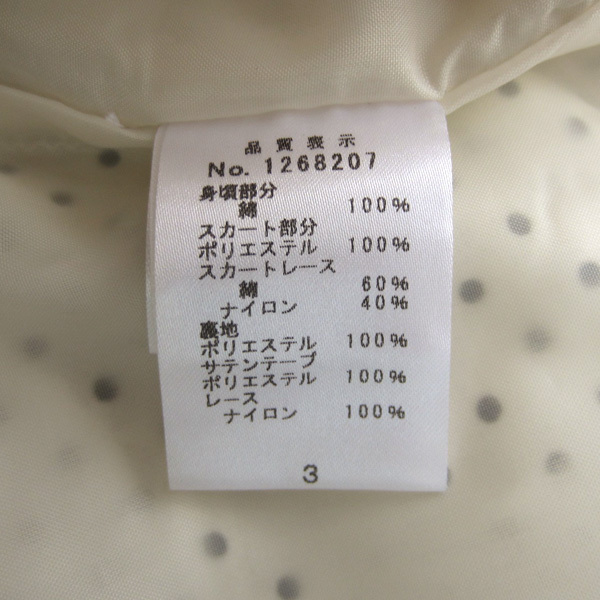 品質表示
No. 1268207
身頃部分
綿 100%
スカート部分
ポリエステル 100%
スカートレース
綿 60%
ナイロン 40%
裏地
ポリエステル 100%
サテンテープ
ポリエステル 100%
レース
ナイロン 100%
3